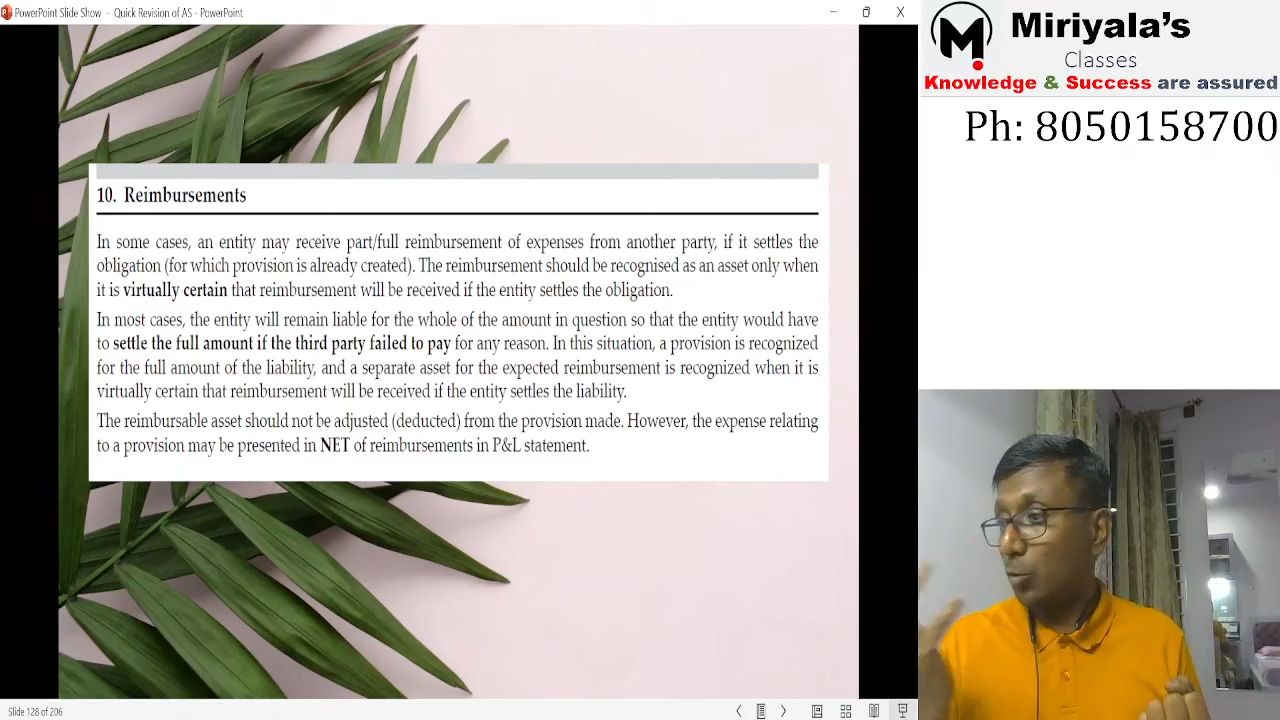 PowerPoint Slide Show - Quick Revision of AS - PowerPoint
Miriyala's
Classes
Knowledge & Success are assured
Ph: 8050158700
10. Reimbursements
In some cases, an entity may receive part/full reimbursement of expenses from another party, if it settles the
obligation (for which provision is already created). The reimbursement should be recognised as an asset only when
it is virtually certain that reimbursement will be received if the entity settles the obligation.
In most cases, the entity will remain liable for the whole of the amount in question so that the entity would have
to settle the full amount if the third party failed to pay for any reason. In this situation, a provision is recognized
for the full amount of the liability, and a separate asset for the expected reimbursement is recognized when it is
virtually certain that reimbursement will be received if the entity settles the liability.
The reimbursable asset should not be adjusted (deducted) from the provision made. However, the expense relating
to a provision may be presented in NET of reimbursements in P&L statement.
Slide 128 of 206